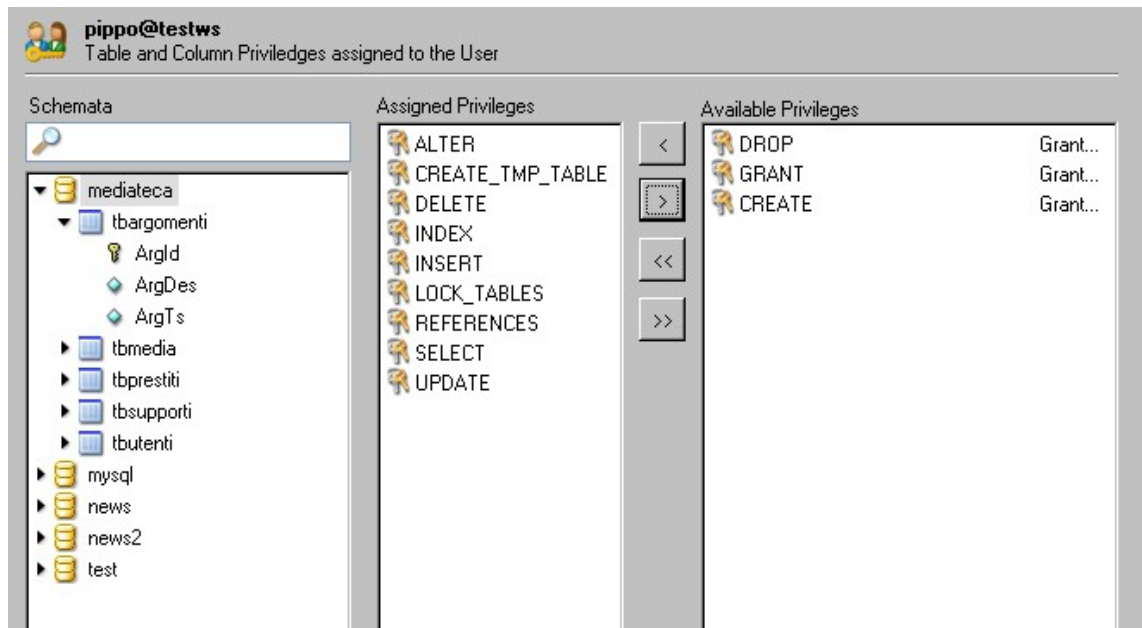 pippo@testws
Table and Column Priviledges assigned to the User
Schemata
mediateca
tbargomenti
ArgId
ArgDes
ArgTs
tbmedia
tbprestiti
tbsupporti
tbutenti
mysql
news
news2
test
Assigned Privileges
ALTER
CREATE_TMP_TABLE
DELETE
INDEX
INSERT
LOCK_TABLES
REFERENCES
SELECT
UPDATE
<
>
<<
>>
Available Privileges
DROP Grant...
GRANT Grant...
CREATE Grant...